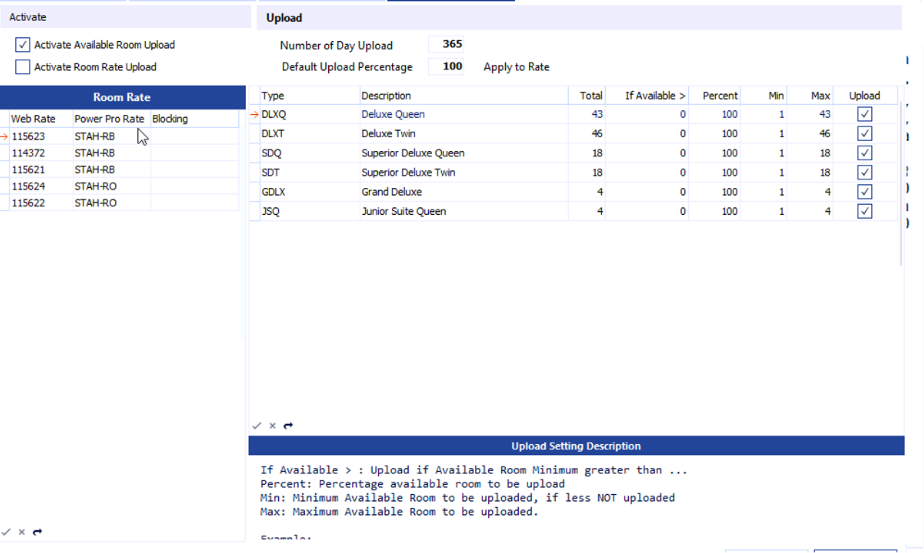 Activate
Upload
Activate Available Room Upload
Activate Room Rate Upload
Number of Day Upload 365
Default Upload Percentage 100 Apply to Rate
Room Rate
Web Rate Power Pro Rate Blocking
115623 STAH-RB
114372 STAH-RB
115621 STAH-RB
115624 STAH-RO
115622 STAH-RO
Type Description Total If Available > Percent Min Max Upload
DLXQ Deluxe Queen 43 0 100 1 43
DLXT Deluxe Twin 46 0 100 1 46
SDQ Superior Deluxe Queen 18 0 100 1 18
SDT Superior Deluxe Twin 18 0 100 1 18
GDLX Grand Deluxe 4 0 100 1 4
JSQ Junior Suite Queen 4 0 100 1 4
Upload Setting Description
If Available > : Upload if Available Room Minimum greater than ...
Percent: Percentage available room to be upload
Min: Minimum Available Room to be uploaded, if less NOT uploaded
Max: Maximum Available Room to be uploaded.
Example: